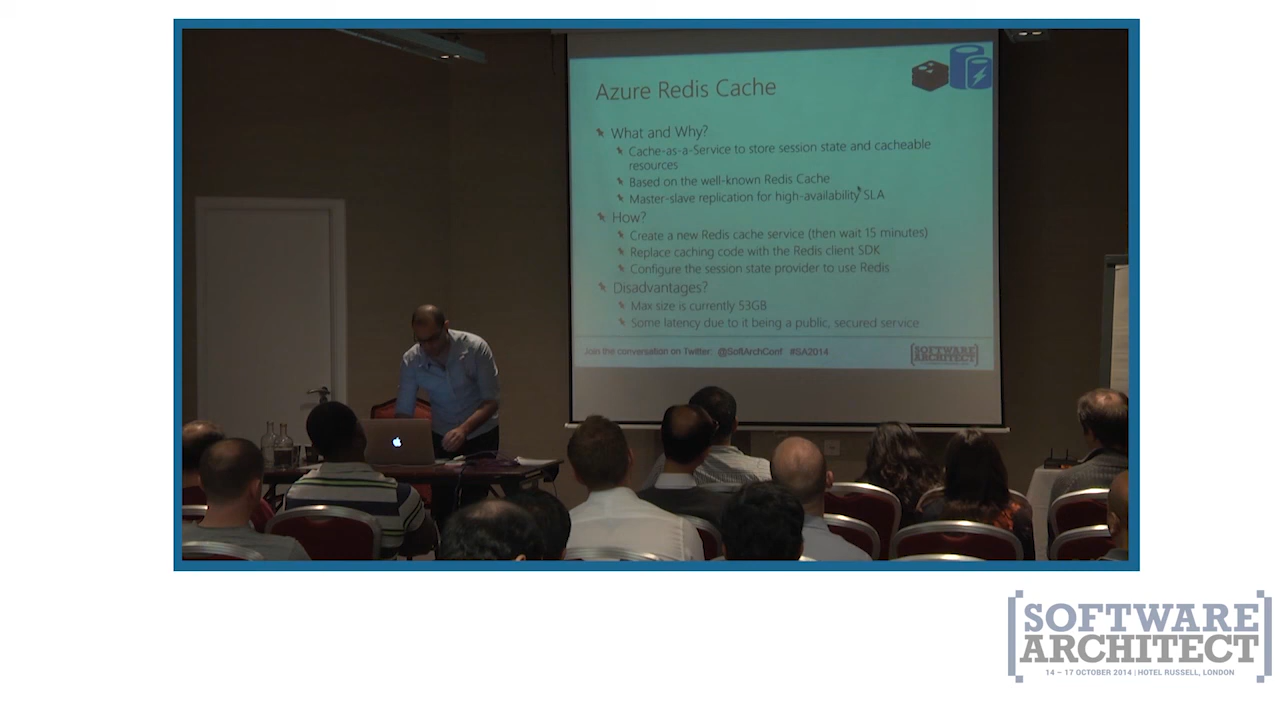 Azure Redis Cache
What and Why?
Cache-as-a-Service to store session state and cacheable
resources
Based on the well-known Redis Cache
Master-slave replication for high-availability SLA
How?
Create a new Redis cache service (then wait 15 minutes)
Replace caching code with the Redis client SDK
Configure the session state provider to use Redis
Disadvantages?
Max size is currently 53GB
Some latency due to it being a public, secured service
Join the conversation on Twitter: @SoftArchConf #SA2014
[SOFTWARE
ARCHITECT]
[SOFTWARE
ARCHITECT]
14 – 17 OCTOBER 2014 | HOTEL RUSSELL, LONDON